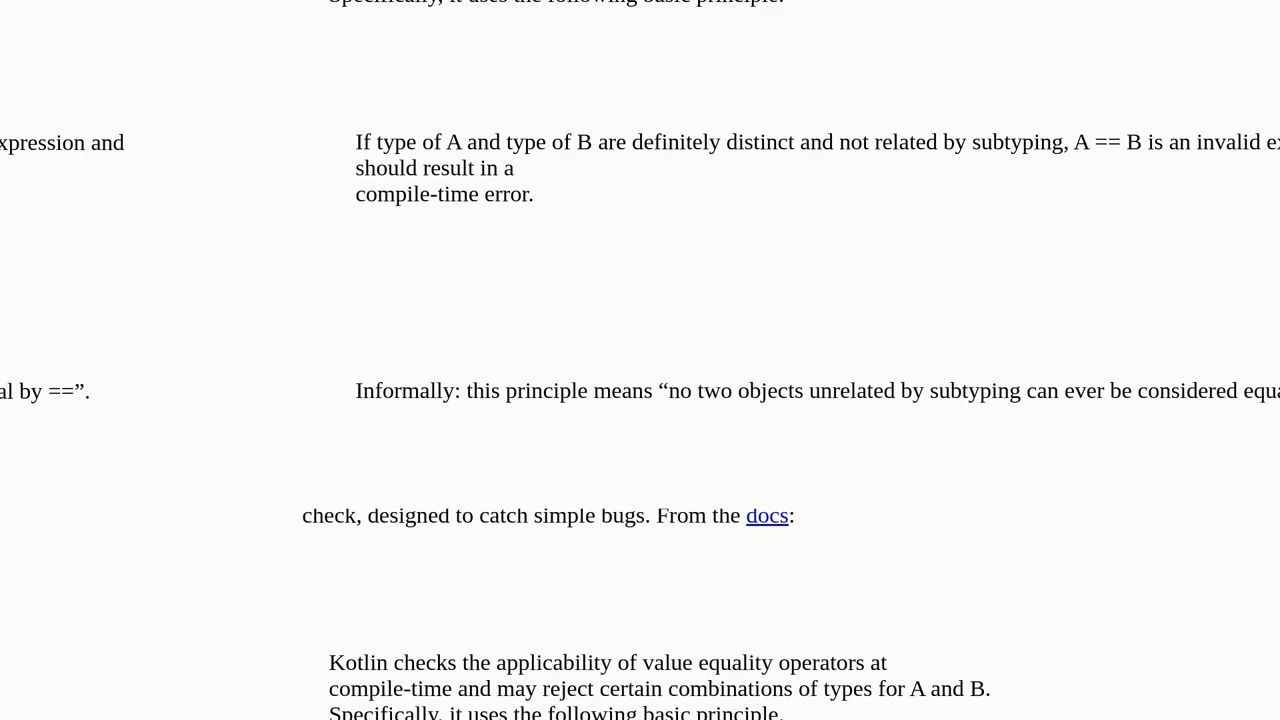 Specifically, it uses the following basic principle.
xpression and
If type of A and type of B are definitely distinct and not related by subtyping, A == B is an invalid ex
should result in a
compile-time error.
al by ==”.
Informally: this principle means “no two objects unrelated by subtyping can ever be considered equa
check, designed to catch simple bugs. From the docs:
Kotlin checks the applicability of value equality operators at
compile-time and may reject certain combinations of types for A and B.
Specifically, it uses the following basic principle.